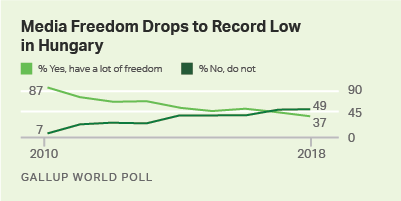 Media Freedom Drops to Record Low
in Hungary
% Yes, have a lot of freedom % No, do not
87
7
90
45
0
49
37
2010 2018
GALLUP WORLD POLL